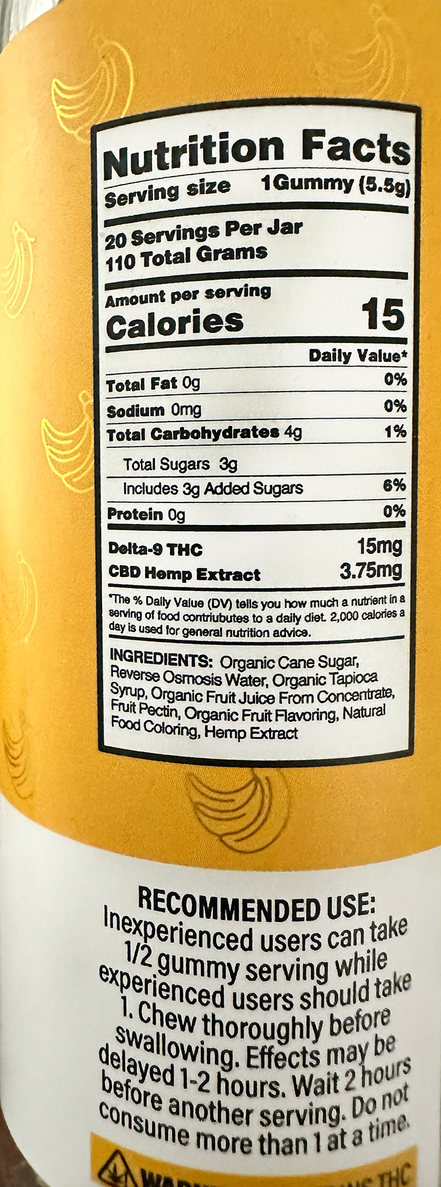 Nutrition Facts
Serving size 1Gummy (5.5g)
20 Servings Per Jar
110 Total Grams
Amount per serving
Calories 15
Daily Value*
Total Fat 0g 0%
Sodium 0mg 0%
Total Carbohydrates 4g 1%
Total Sugars 3g
Includes 3g Added Sugars 6%
Protein 0g 0%
Delta-9 THC 15mg
CBD Hemp Extract 3.75mg
*The % Daily Value (DV) tells you how much a nutrient in a
serving of food contriubutes to a daily diet. 2,000 calories a
day is used for general nutrition advice.
INGREDIENTS: Organic Cane Sugar,
Reverse Osmosis Water, Organic Tapioca
Syrup, Organic Fruit Juice From Concentrate,
Fruit Pectin, Organic Fruit Flavoring, Natural
Food Coloring, Hemp Extract
RECOMMENDED USE:
Inexperienced users can take
1/2 gummy serving while
experienced users should take
1. Chew thoroughly before
swallowing. Effects may be
delayed 1-2 hours. Wait 2 hours
before another serving. Do not
consume more than 1 at a time.
THC